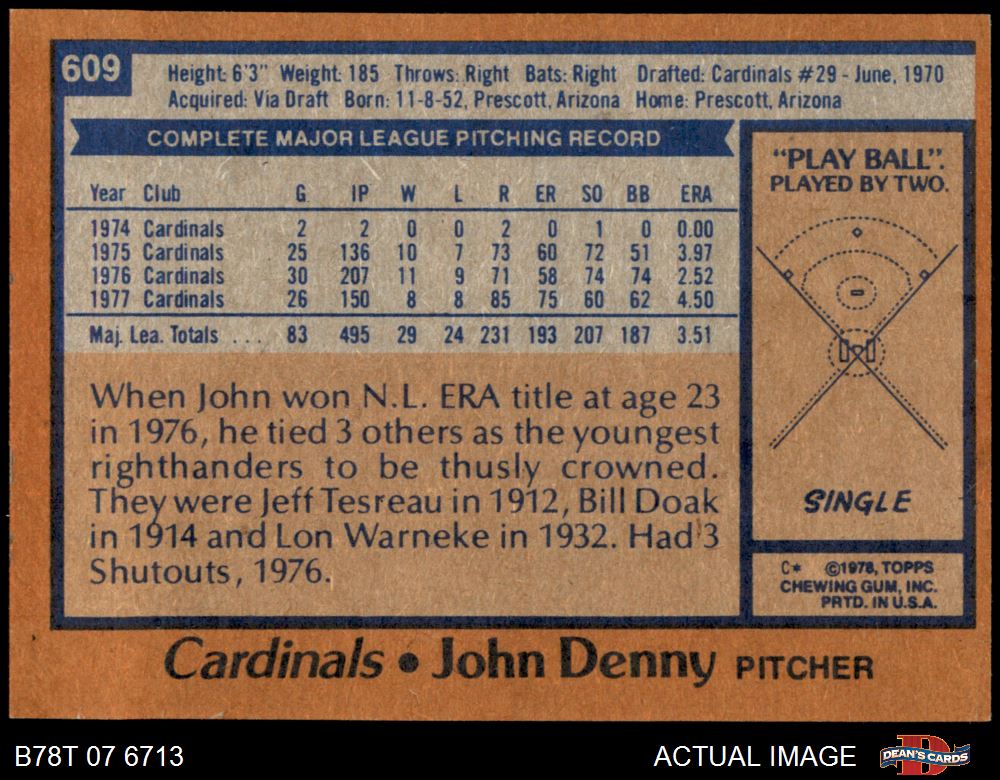 609
Height: 6'3" Weight: 185 Throws: Right Bats: Right Drafted: Cardinals #29 - June, 1970
Acquired: Via Draft Born: 11-8-52, Prescott, Arizona Home: Prescott, Arizona
COMPLETE MAJOR LEAGUE PITCHING RECORD
Year Club G IP W L R ER SO BB ERA
1974 Cardinals 2 2 0 0 2 0 1 0 0.00
1975 Cardinals 25 136 10 7 73 60 72 51 3.97
1976 Cardinals 30 207 11 9 71 58 74 74 2.52
1977 Cardinals 26 150 8 8 85 75 60 62 4.50
Maj. Lea. Totals ... 83 495 29 24 231 193 207 187 3.51
When John won N.L. ERA title at age 23
in 1976, he tied 3 others as the youngest
righthanders to be thusly crowned.
They were Jeff Tesreau in 1912, Bill Doak
in 1914 and Lon Warneke in 1932. Had 3
Shutouts, 1976.
"PLAY BALL".
PLAYED BY TWO.
SINGLE
C* ©1978, TOPPS
CHEWING GUM, INC.
PRTD. IN U.S.A.
Cardinals • John Denny PITCHER
B78T 07 6713
ACTUAL IMAGE
DEAN'S CARDS